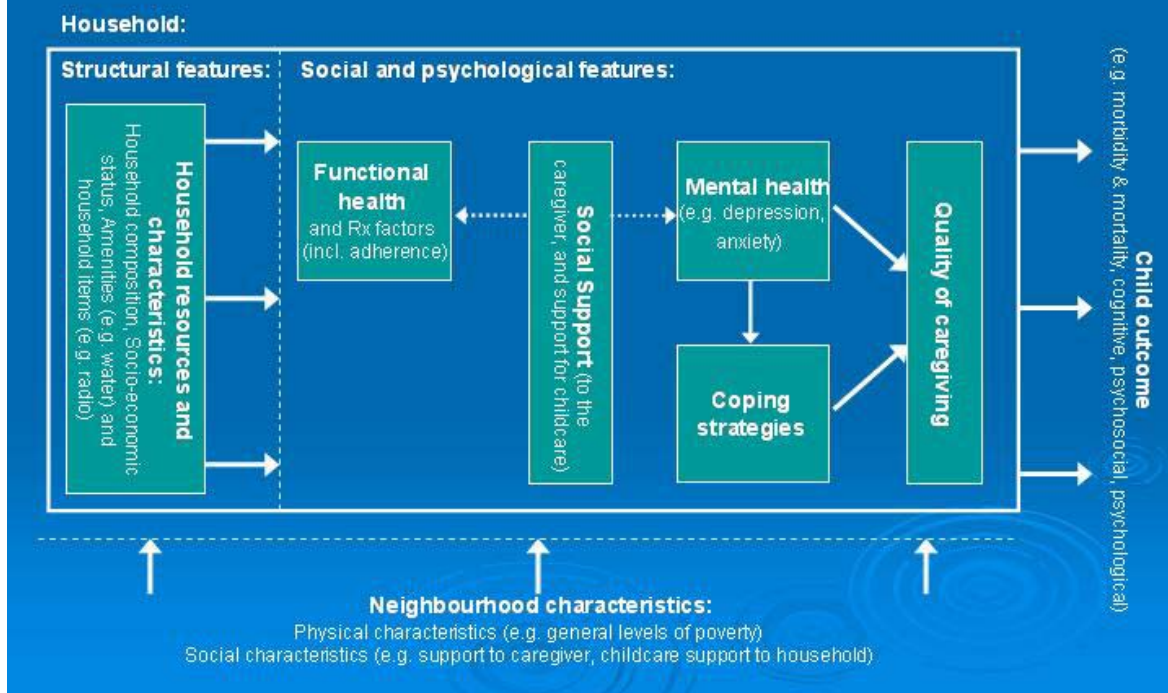 Household:
Structural features:
Social and psychological features:
Household resources and
characteristics:
Household composition, Socio-economic
status, Amenities (e.g. water) and
household items (e.g. radio)
Functional
health
and Rx factors
(incl. adherence)
Social Support (to the
caregiver, and support for childcare)
Mental health
(e.g. depression,
anxiety)
Coping
strategies
Quality of caregiving
Child outcome
(e.g. morbidity & mortality, cognitive, psychosocial, psychological)
Neighbourhood characteristics:
Physical characteristics (e.g. general levels of poverty)
Social characteristics (e.g. support to caregiver, childcare support to household)